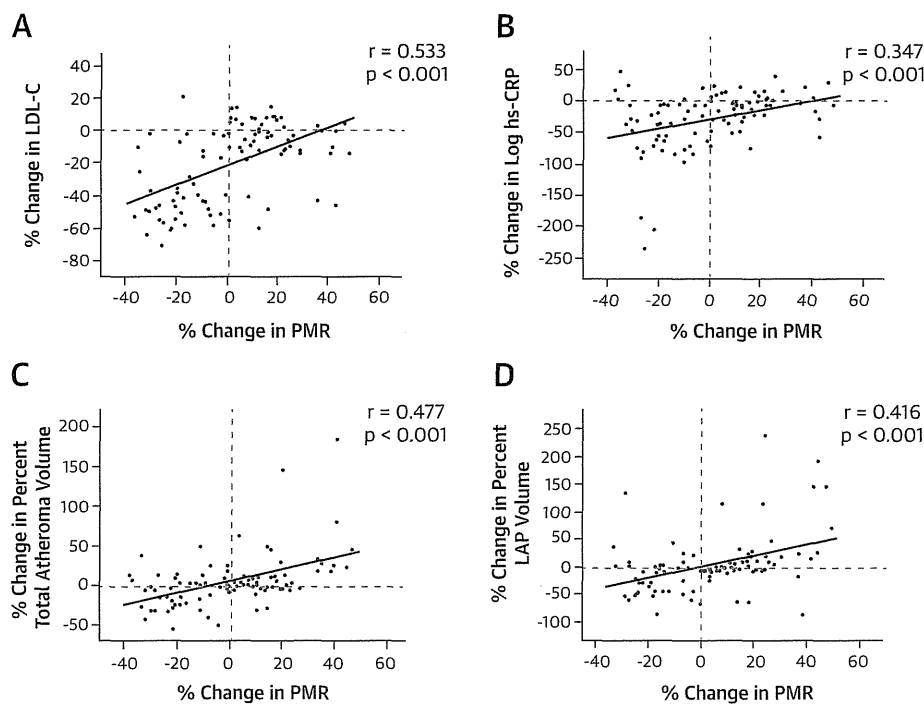 A
r = 0.533
p < 0.001
% Change in LDL-C
40
20
0
-20
-40
-60
-80
-40 -20 0 20 40 60
% Change in PMR
B
r = 0.347
p < 0.001
% Change in Log hs-CRP
50
0
-50
-100
-150
-200
-250
-40 -20 0 20 40 60
% Change in PMR
C
r = 0.477
p < 0.001
% Change in Percent
Total Atheroma Volume
200
150
100
50
0
-50
-40 -20 0 20 40 60
% Change in PMR
D
r = 0.416
p < 0.001
% Change in Percent
LAP Volume
250
200
150
100
50
0
-50
-100
-40 -20 0 20 40 60
% Change in PMR